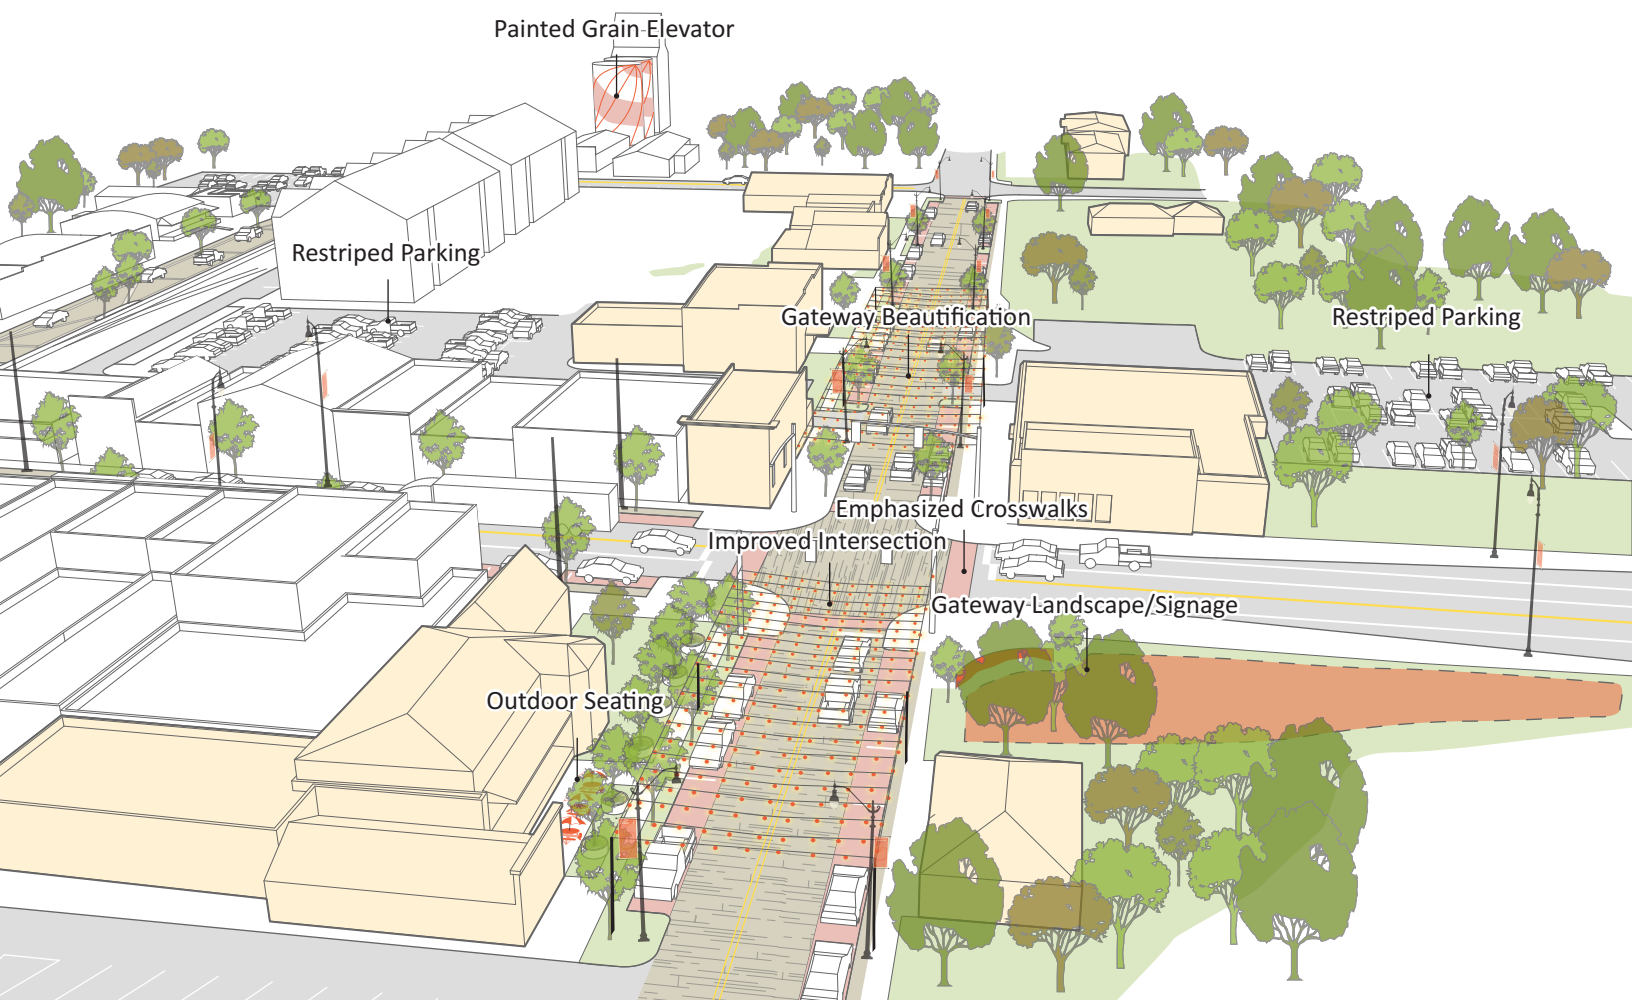 Painted Grain Elevator
Restriped Parking
Gateway Beautification
Restriped Parking
Emphasized Crosswalks
Improved Intersection
Gateway Landscape/Signage
Outdoor Seating